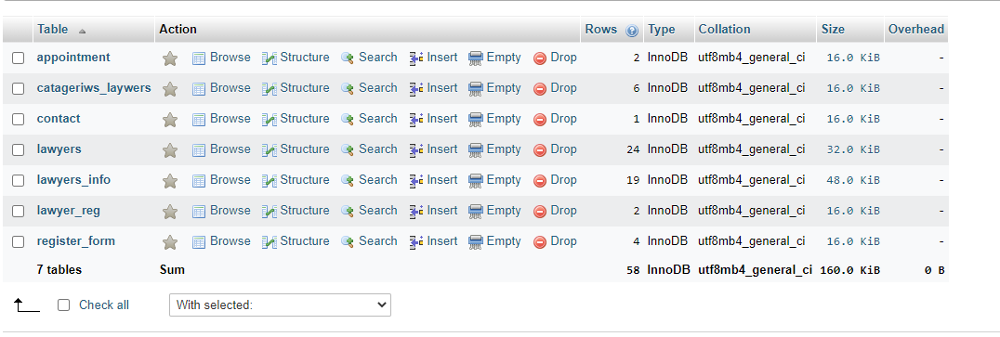 Table Action Rows Type Collation Size Overhead
appointment Browse Structure Search Insert Empty Drop 2 InnoDB utf8mb4_general_ci 16.0 KiB -
catageriws_laywers Browse Structure Search Insert Empty Drop 6 InnoDB utf8mb4_general_ci 16.0 KiB -
contact Browse Structure Search Insert Empty Drop 1 InnoDB utf8mb4_general_ci 16.0 KiB -
lawyers Browse Structure Search Insert Empty Drop 24 InnoDB utf8mb4_general_ci 32.0 KiB -
lawyers_info Browse Structure Search Insert Empty Drop 19 InnoDB utf8mb4_general_ci 48.0 KiB -
lawyer_reg Browse Structure Search Insert Empty Drop 2 InnoDB utf8mb4_general_ci 16.0 KiB -
register_form Browse Structure Search Insert Empty Drop 4 InnoDB utf8mb4_general_ci 16.0 KiB -
7 tables Sum 58 InnoDB utf8mb4_general_ci 160.0 KiB 0 B
Check all With selected: